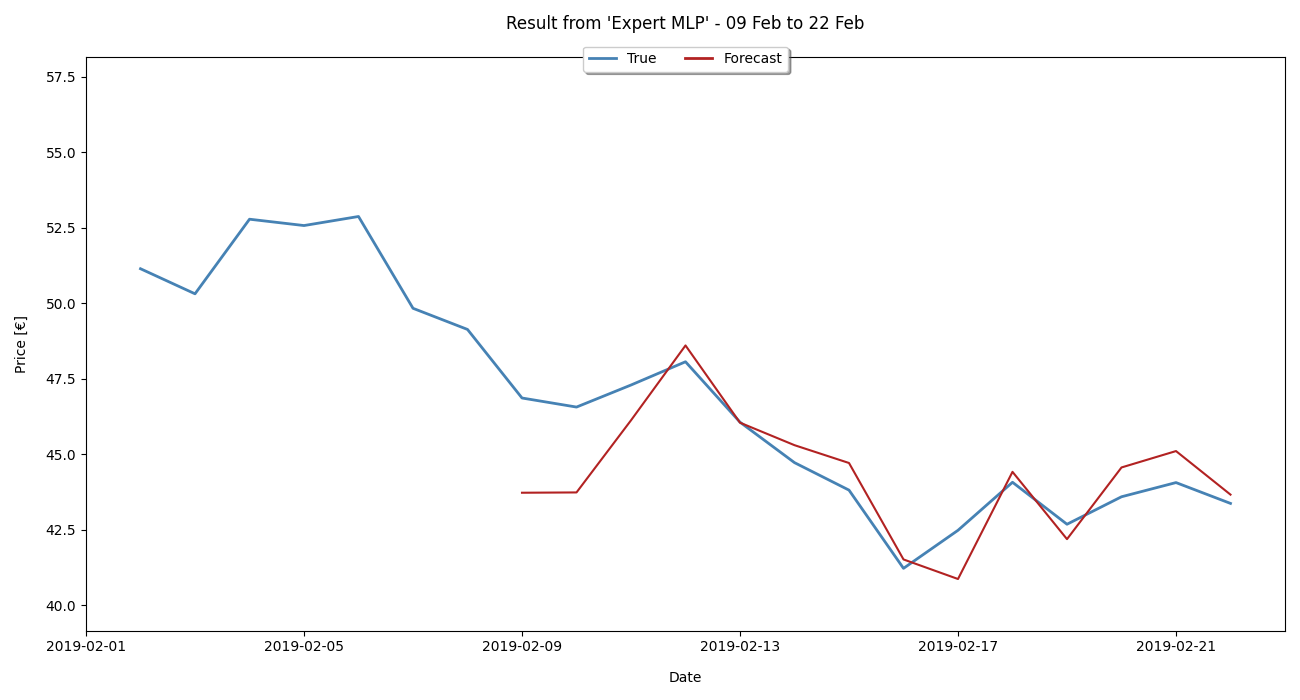 Result from 'Expert MLP' - 09 Feb to 22 Feb
True
Forecast
57.5
55.0
52.5
50.0
47.5
45.0
42.5
40.0
Price [€]
2019-02-01
2019-02-05
2019-02-09
2019-02-13
2019-02-17
2019-02-21
Date